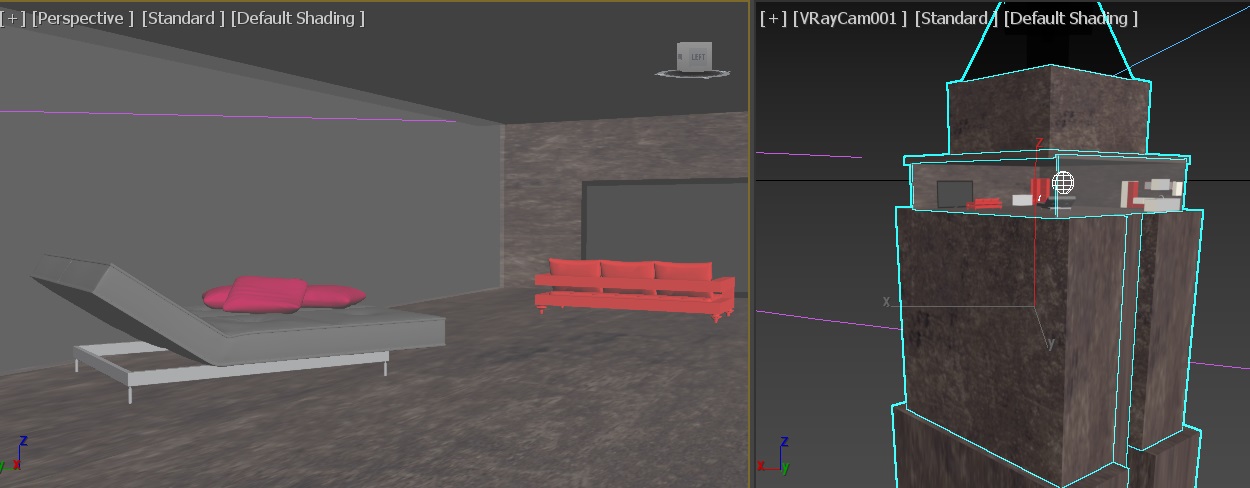 [+] [Perspective ] [Standard ] [Default Shading ]
[+] [VRayCam001 ] [Standard ] [Default Shading ]
LEFT
Z
X
y
Z
y
x
Z
x
y